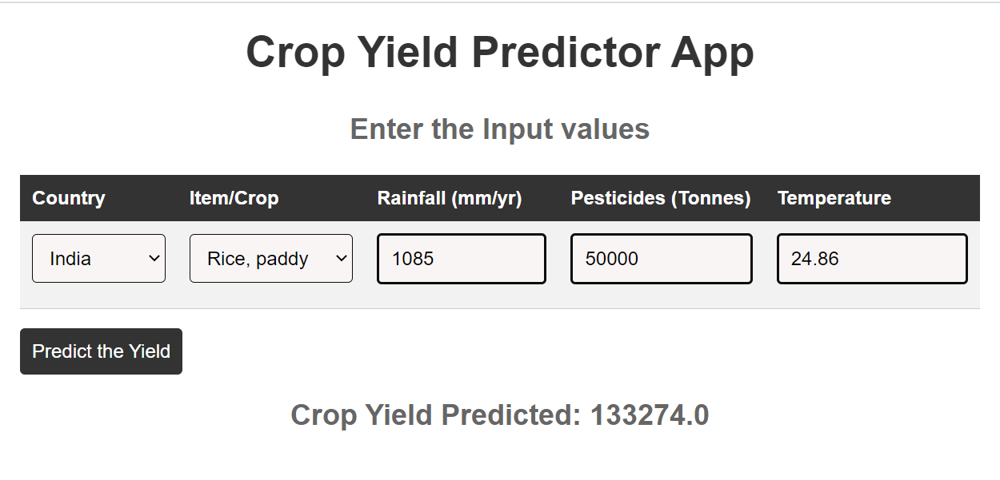 Crop Yield Predictor App
Enter the Input values
Country Item/Crop Rainfall (mm/yr) Pesticides (Tonnes) Temperature
India Rice, paddy 1085 50000 24.86
Predict the Yield
Crop Yield Predicted: 133274.0